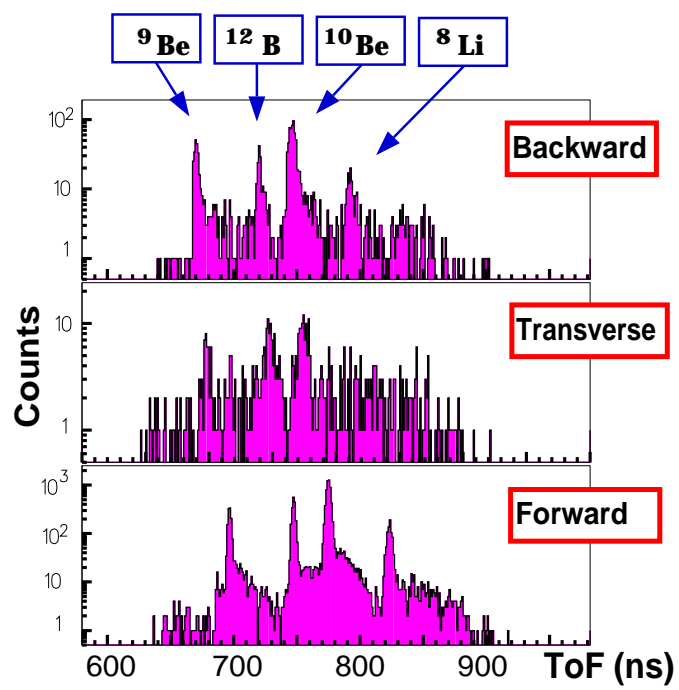 ⁹Be ¹²B ¹⁰Be ⁸Li
10²
10
1
Backward
10
1
Transverse
Counts
10³
10²
10
1
Forward
600 700 800 900 ToF (ns)